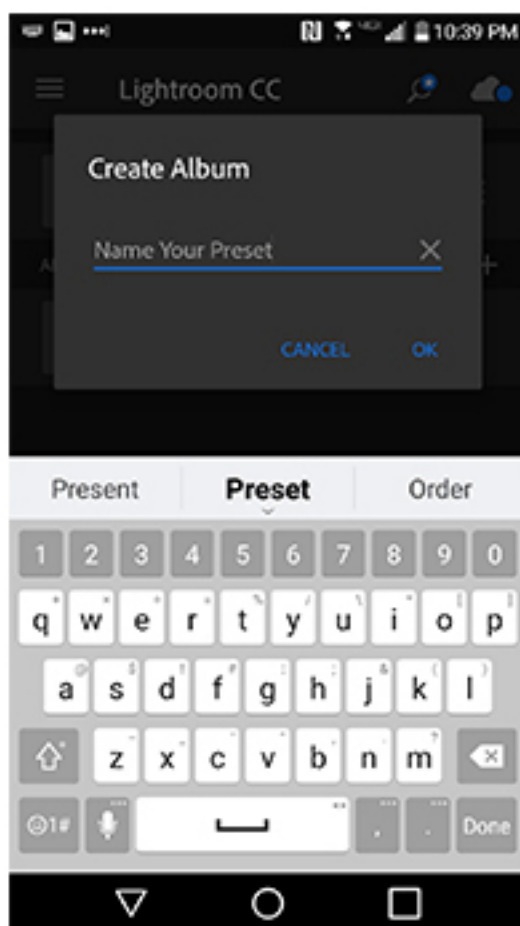 10:39 PM
Lightroom CC
Create Album
Name Your Preset
CANCEL OK
Present Preset Order
1 2 3 4 5 6 7 8 9 0
q w e r t y u i o p
a s d f g h j k l
z x c v b n m
1# , . Done